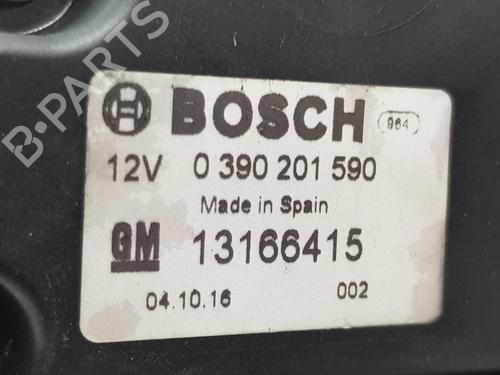 B-PARTS
BOSCH 964
12V 0 390 201 590
Made in Spain
GM 13166415
04.10.16 002